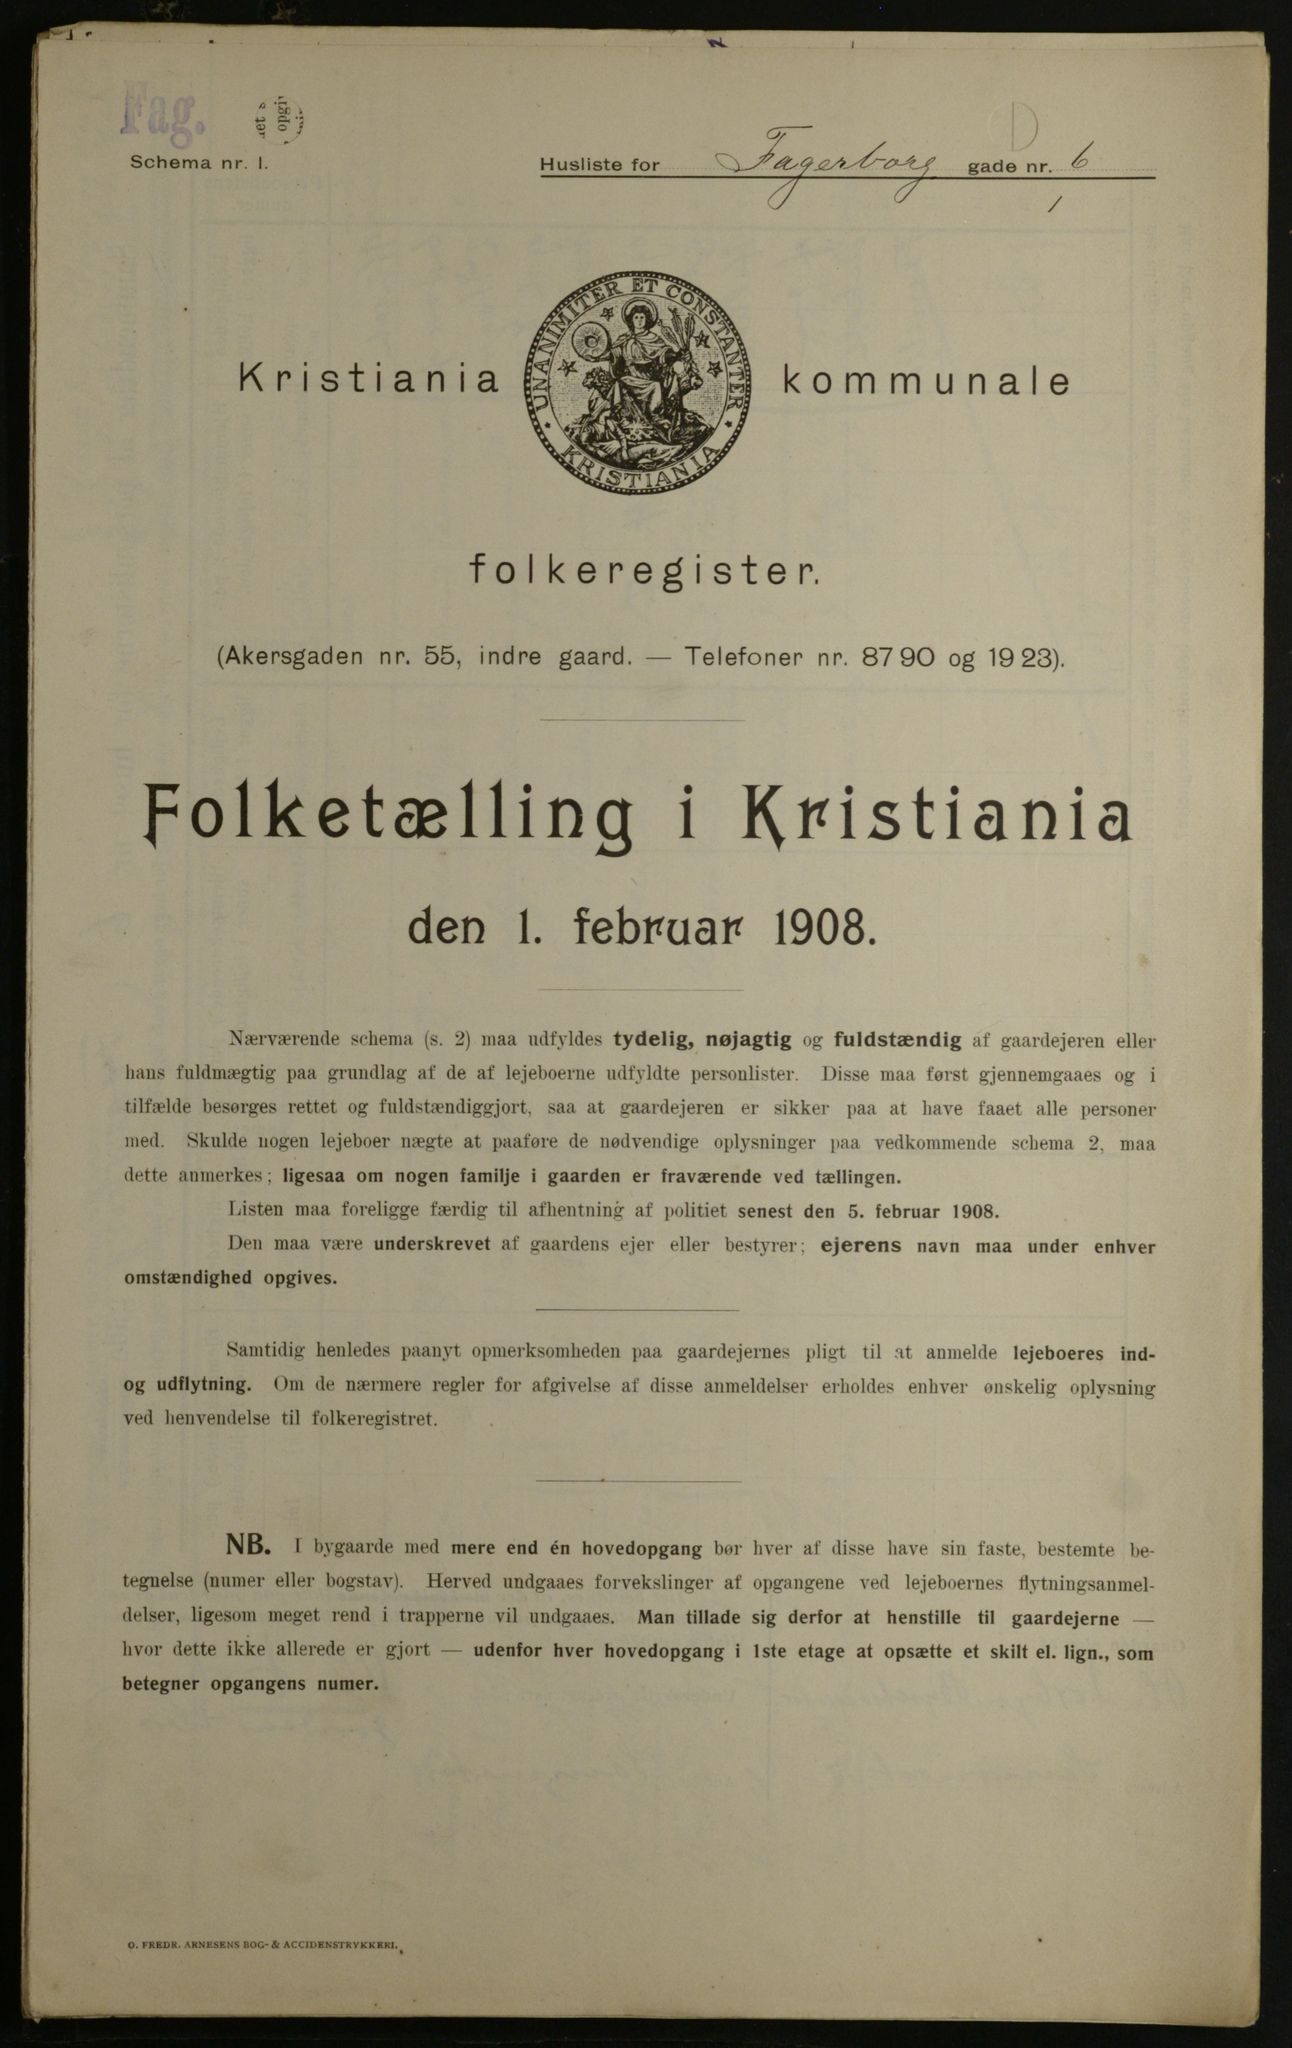 Fag.
opgi
Schema nr. 1.
D
Husliste for Fagerborg gade nr. 6
1
UNANIMITER ET CONSTANTER
KRISTIANIA
Kristiania kommunale
folkeregister.
(Akersgaden nr. 55, indre gaard. — Telefoner nr. 8790 og 1923).
Folketælling i Kristiania
den 1. februar 1908.
Nærværende schema (s. 2) maa udfyldes tydelig, nøjagtig og fuldstændig af gaardejeren eller
hans fuldmægtig paa grundlag af de af lejeboerne udfyldte personlister. Disse maa først gjennemgaaes og i
tilfælde besørges rettet og fuldstændiggjort, saa at gaardejeren er sikker paa at have faaet alle personer
med. Skulde nogen lejeboer nægte at paaføre de nødvendige oplysninger paa vedkommende schema 2, maa
dette anmerkes; ligesaa om nogen familje i gaarden er fraværende ved tællingen.
Listen maa foreligge færdig til afhentning af politiet senest den 5. februar 1908.
Den maa være underskrevet af gaardens ejer eller bestyrer; ejerens navn maa under enhver
omstændighed opgives.
Samtidig henledes paanyt opmerksomheden paa gaardejernes pligt til at anmelde lejeboeres ind-
og udflytning. Om de nærmere regler for afgivelse af disse anmeldelser erholdes enhver ønskelig oplysning
ved henvendelse til folkeregistret.
NB. I bygaarde med mere end én hovedopgang bør hver af disse have sin faste, bestemte be-
tegnelse (numer eller bogstav). Herved undgaaes forvekslinger af opgangene ved lejeboernes flytningsanmel-
delser, ligesom meget rend i trapperne vil undgaaes. Man tillade sig derfor at henstille til gaardejerne —
hvor dette ikke allerede er gjort — udenfor hver hovedopgang i 1ste etage at opsætte et skilt el. lign., som
betegner opgangens numer.
O. FREDR. ARNESENS BOG- & ACCIDENSTRYKKERI.